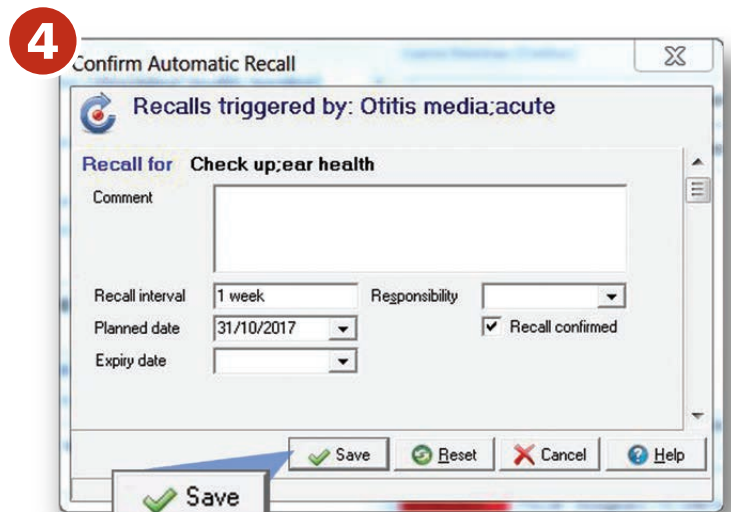 4
Confirm Automatic Recall
Recalls triggered by: Otitis media;acute
Recall for Check up;ear health
Comment
Recall interval 1 week Responsibility
Planned date 31/10/2017 Recall confirmed
Expiry date
Save Reset Cancel Help
Save